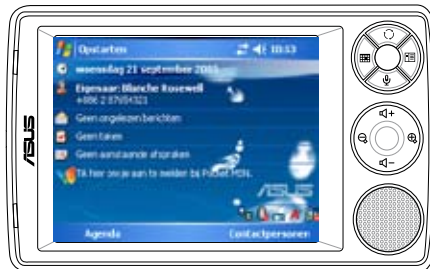 Opstarten 10:53
woensdag 21 september 2005
Eigenaar: Blanche Rosewell
+886 2 87654321
Geen ongelezen berichten
Geen taken
Geen aanstaande afspraken
Tik hier om je aan te melden bij Pocket MSN.
ASUS
ASUS
Agenda Contactpersonen